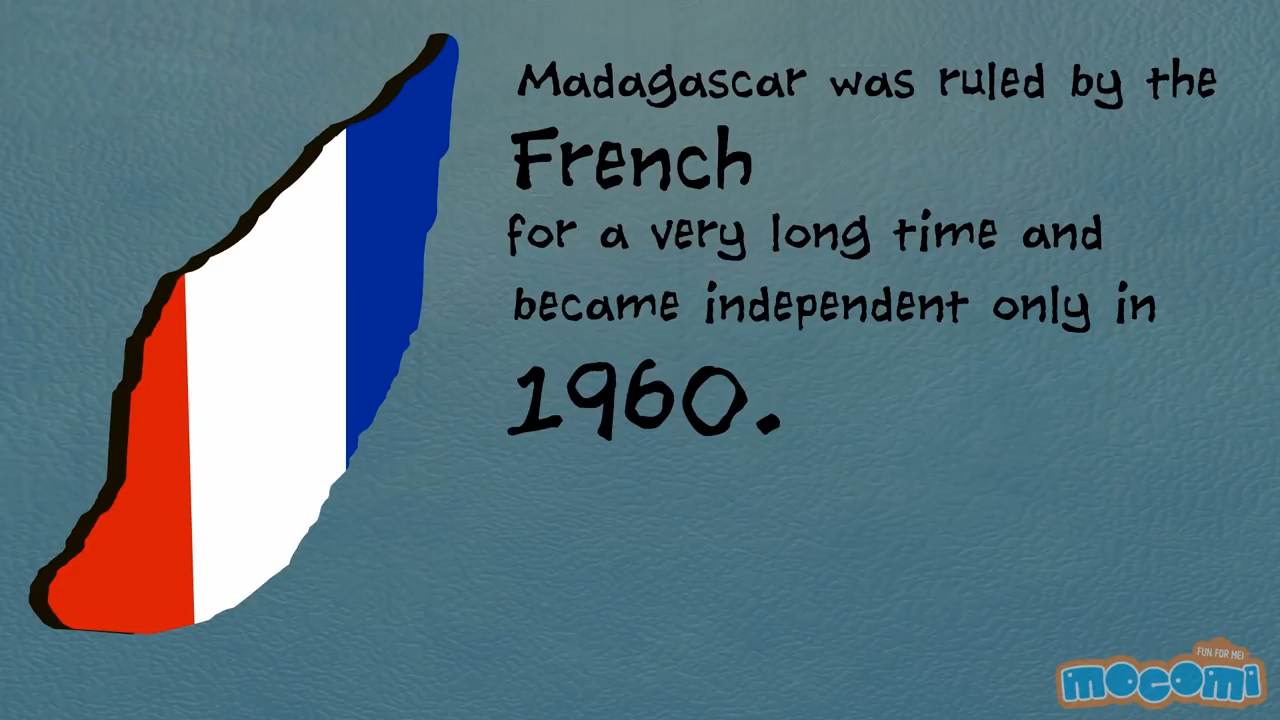 Madagascar was ruled by the
French
for a very long time and
became independent only in
1960.
FUN FOR ME!
mocomi